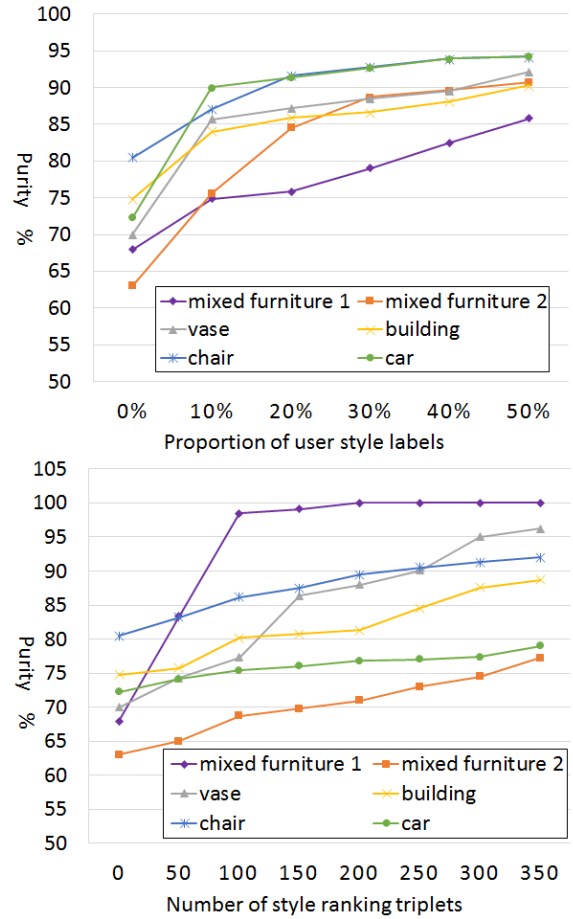 100
95
90
85
80
75
70
65
60
55
50
Purity %
mixed furniture 1 mixed furniture 2
vase building
chair car
0% 10% 20% 30% 40% 50%
Proportion of user style labels
105
100
95
90
85
80
75
70
65
60
55
50
Purity %
mixed furniture 1 mixed furniture 2
vase building
chair car
0 50 100 150 200 250 300 350
Number of style ranking triplets